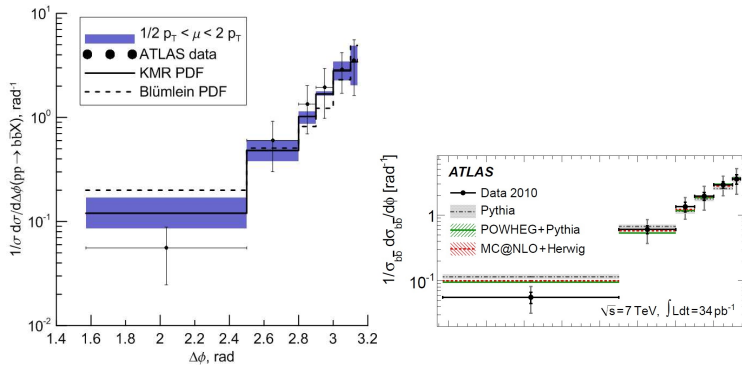 1/2 p_T < μ < 2 p_T
ATLAS data
KMR PDF
Blümlein PDF
1/σ dσ/dΔϕ(pp→ bb̄X), rad⁻¹
10¹
10⁰
10⁻¹
10⁻²
1.4 1.6 1.8 2.0 2.2 2.4 2.6 2.8 3.0 3.2
Δϕ, rad
ATLAS
Data 2010
Pythia
POWHEG+Pythia
MC@NLO+Herwig
1/σ_bb̄ dσ_bb̄/dϕ [rad⁻¹]
1
10⁻¹
√s=7 TeV, ∫Ldt=34 pb⁻¹